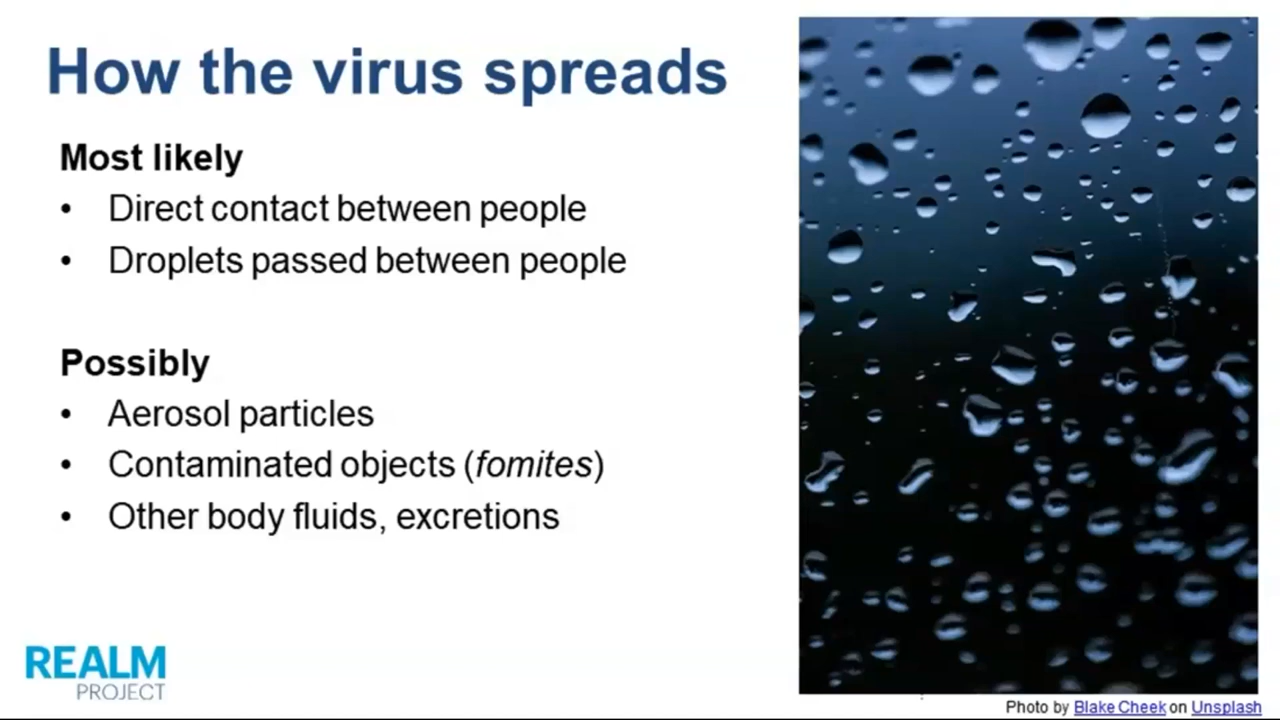 How the virus spreads
Most likely
• Direct contact between people
• Droplets passed between people
Possibly
• Aerosol particles
• Contaminated objects (fomites)
• Other body fluids, excretions
REALM
PROJECT
Photo by Blake Cheek on Unsplash